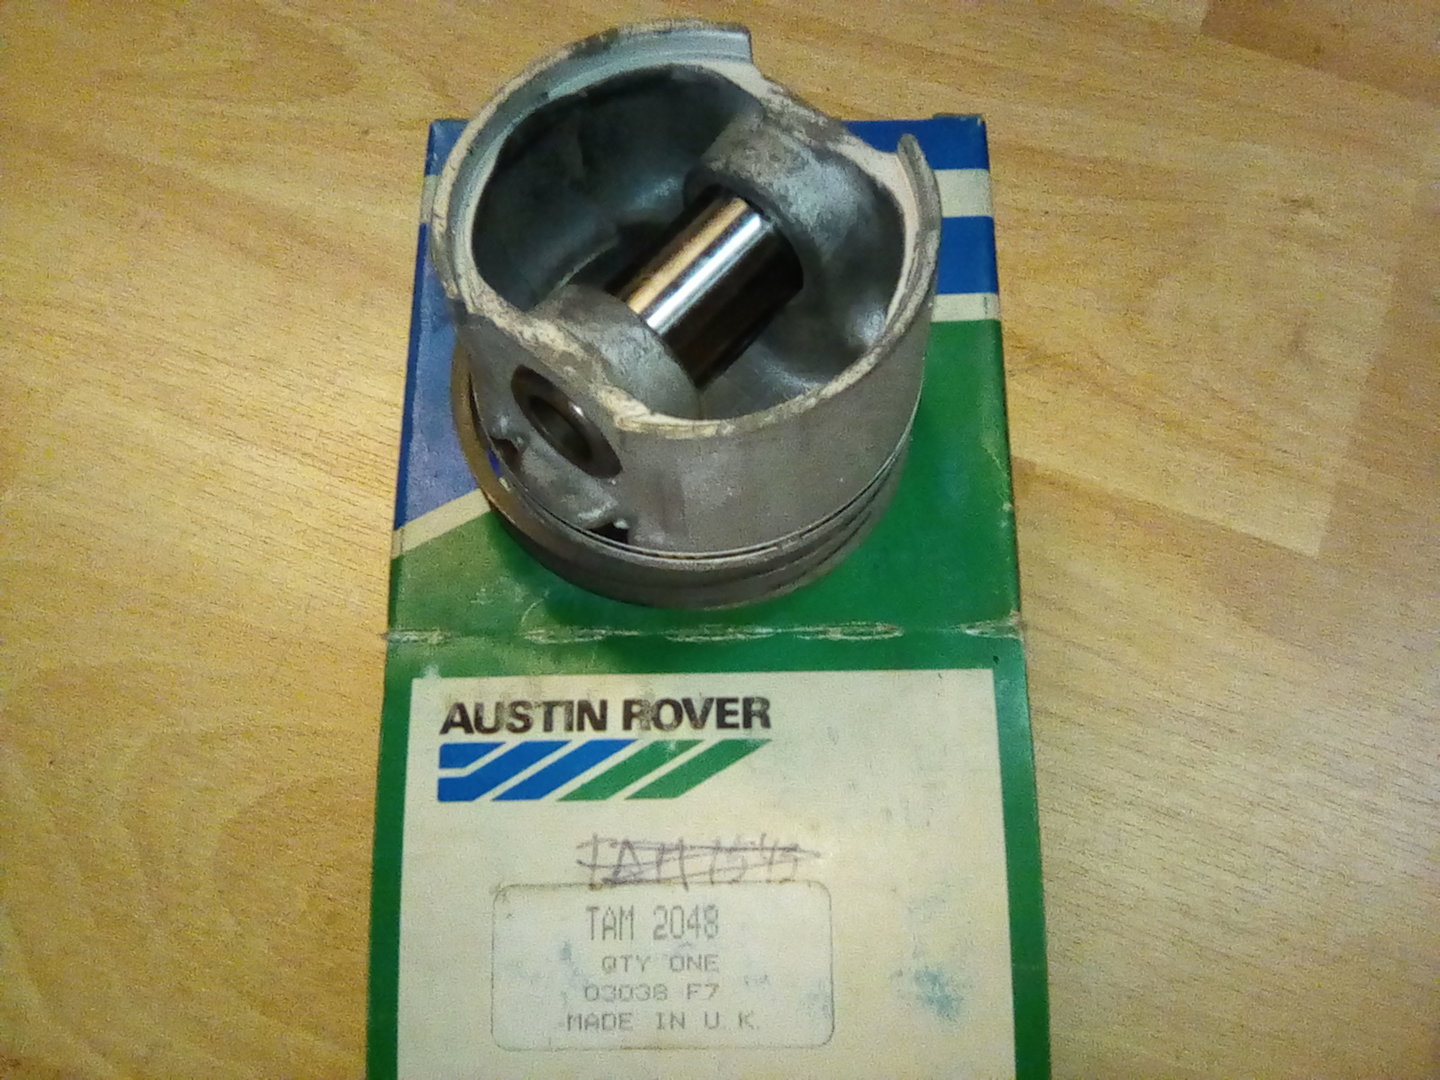 AUSTIN ROVER
TAM 2048
QTY ONE
03038 F7
MADE IN U.K.